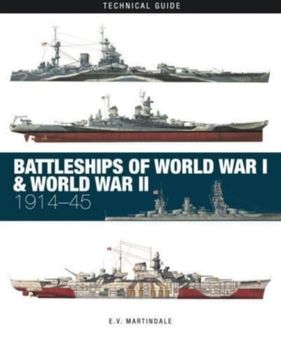 TECHNICAL GUIDE
BATTLESHIPS OF WORLD WAR I
& WORLD WAR II
1914–45
E.V. MARTINDALE